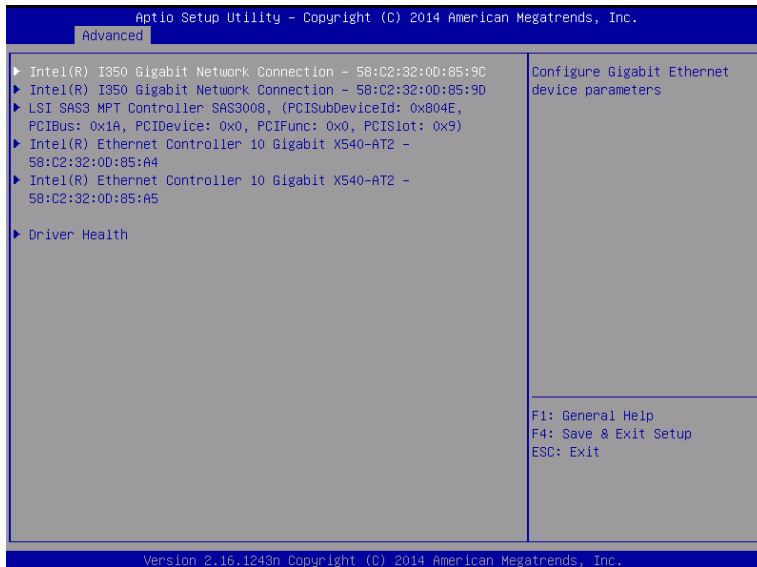 Aptio Setup Utility – Copyright (C) 2014 American Megatrends, Inc.
Advanced
Intel(R) I350 Gigabit Network Connection – 58:C2:32:0D:85:9C
Intel(R) I350 Gigabit Network Connection – 58:C2:32:0D:85:9D
LSI SAS3 MPT Controller SAS3008, (PCISubDeviceId: 0x804E,
PCIBus: 0x1A, PCIDevice: 0x0, PCIFunc: 0x0, PCISlot: 0x9)
Intel(R) Ethernet Controller 10 Gigabit X540-AT2 –
58:C2:32:0D:85:A4
Intel(R) Ethernet Controller 10 Gigabit X540-AT2 –
58:C2:32:0D:85:A5
Driver Health
Configure Gigabit Ethernet
device parameters
F1: General Help
F4: Save & Exit Setup
ESC: Exit
Version 2.16.1243n Copyright (C) 2014 American Megatrends, Inc.